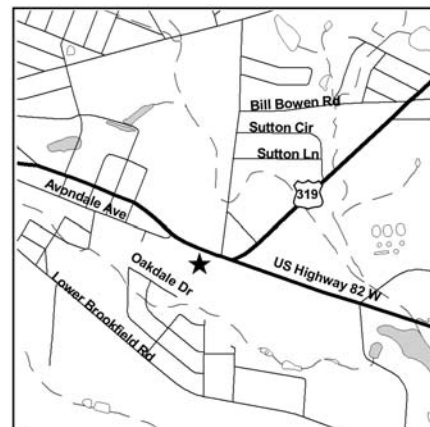 Bill Bowen Rd
Sutton Cir
Sutton Ln
319
Avondale Ave
Oakdale Dr
US Highway 82 W
Lower Brookfield Rd